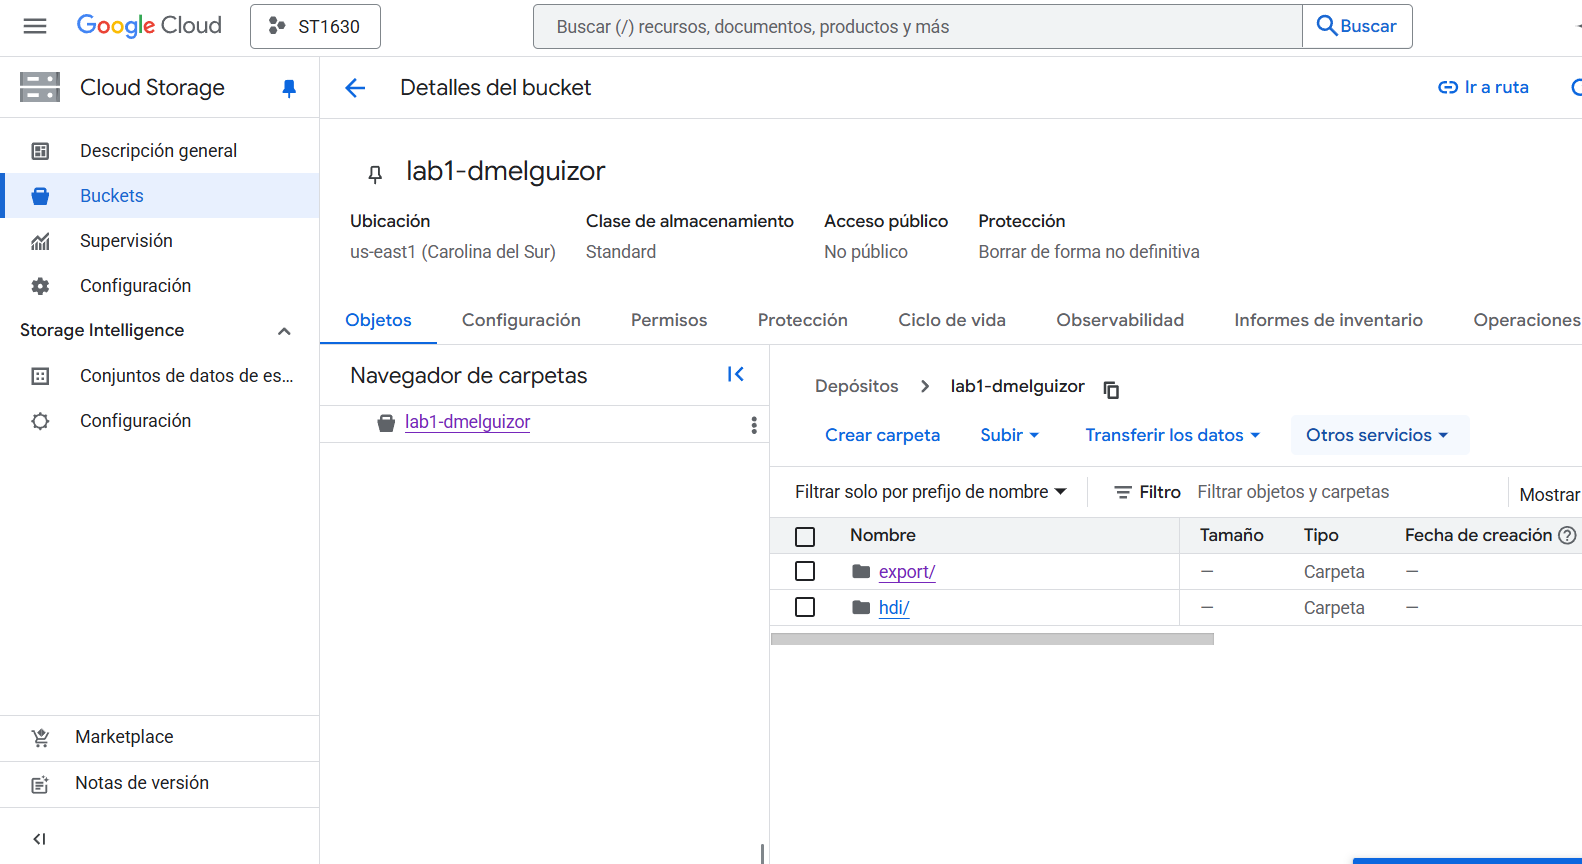 Google Cloud
ST1630
Buscar (/) recursos, documentos, productos y más
Buscar
Cloud Storage
Detalles del bucket
Ir a ruta
Descripción general
Buckets
Supervisión
Configuración
Storage Intelligence
Conjuntos de datos de es...
Configuración
Marketplace
Notas de versión
lab1-dmelguizor
Ubicación Clase de almacenamiento Acceso público Protección
us-east1 (Carolina del Sur) Standard No público Borrar de forma no definitiva
Objetos Configuración Permisos Protección Ciclo de vida Observabilidad Informes de inventario Operaciones
Navegador de carpetas
lab1-dmelguizor
Depósitos lab1-dmelguizor
Crear carpeta Subir Transferir los datos Otros servicios
Filtrar solo por prefijo de nombre Filtro Filtrar objetos y carpetas Mostrar
Nombre Tamaño Tipo Fecha de creación
export/ — Carpeta —
hdi/ — Carpeta —